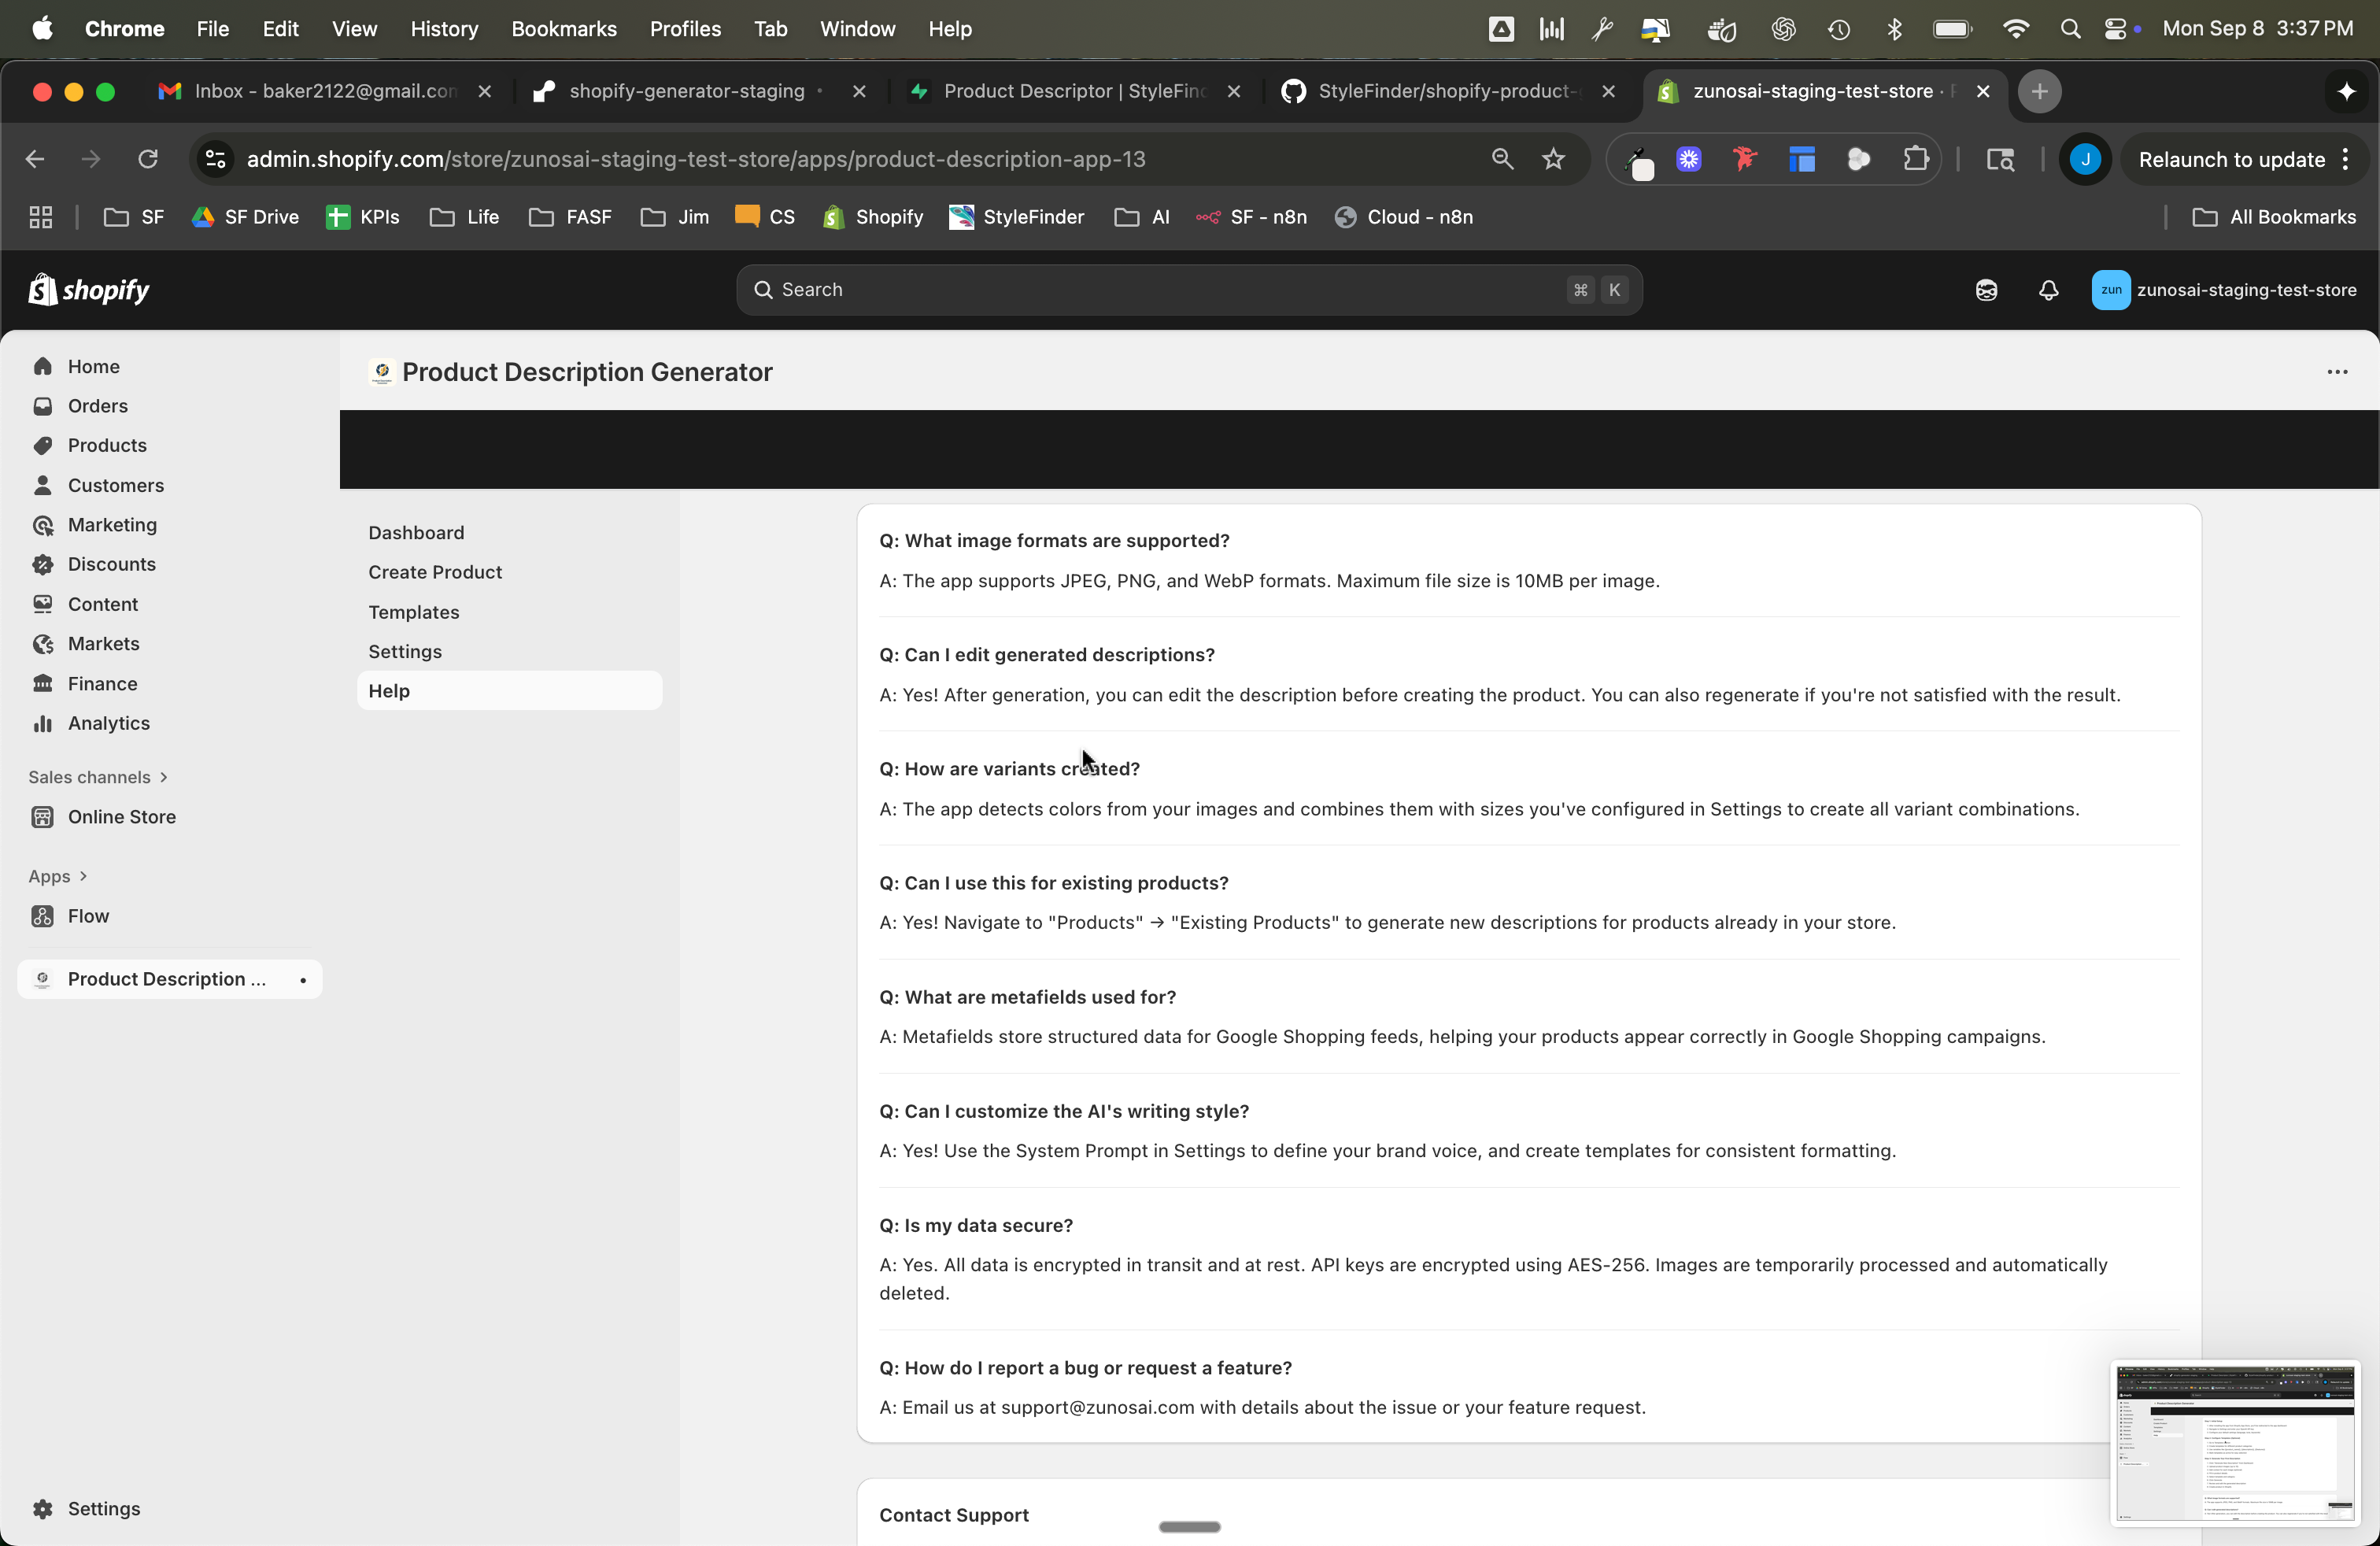 Chrome File Edit View History Bookmarks Profiles Tab Window Help Mon Sep 8 3:37 PM
Inbox - baker2122@gmail.con
shopify-generator-staging
Product Descriptor | StyleFin
StyleFinder/shopify-product-
zunosai-staging-test-store ·
admin.shopify.com/store/zunosai-staging-test-store/apps/product-description-app-13
J
Relaunch to update
SF SF Drive KPIs Life FASF Jim CS Shopify StyleFinder AI SF - n8n Cloud - n8n All Bookmarks
shopify
Search ⌘ K
zun zunosai-staging-test-store
Home
Orders
Products
Customers
Marketing
Discounts
Content
Markets
Finance
Analytics
Sales channels >
Online Store
Apps >
Flow
Product Description ...
Settings
Product Description Generator
Dashboard
Create Product
Templates
Settings
Help
Q: What image formats are supported?
A: The app supports JPEG, PNG, and WebP formats. Maximum file size is 10MB per image.
Q: Can I edit generated descriptions?
A: Yes! After generation, you can edit the description before creating the product. You can also regenerate if you're not satisfied with the result.
Q: How are variants created?
A: The app detects colors from your images and combines them with sizes you've configured in Settings to create all variant combinations.
Q: Can I use this for existing products?
A: Yes! Navigate to "Products" → "Existing Products" to generate new descriptions for products already in your store.
Q: What are metafields used for?
A: Metafields store structured data for Google Shopping feeds, helping your products appear correctly in Google Shopping campaigns.
Q: Can I customize the AI's writing style?
A: Yes! Use the System Prompt in Settings to define your brand voice, and create templates for consistent formatting.
Q: Is my data secure?
A: Yes. All data is encrypted in transit and at rest. API keys are encrypted using AES-256. Images are temporarily processed and automatically
deleted.
Q: How do I report a bug or request a feature?
A: Email us at support@zunosai.com with details about the issue or your feature request.
Contact Support